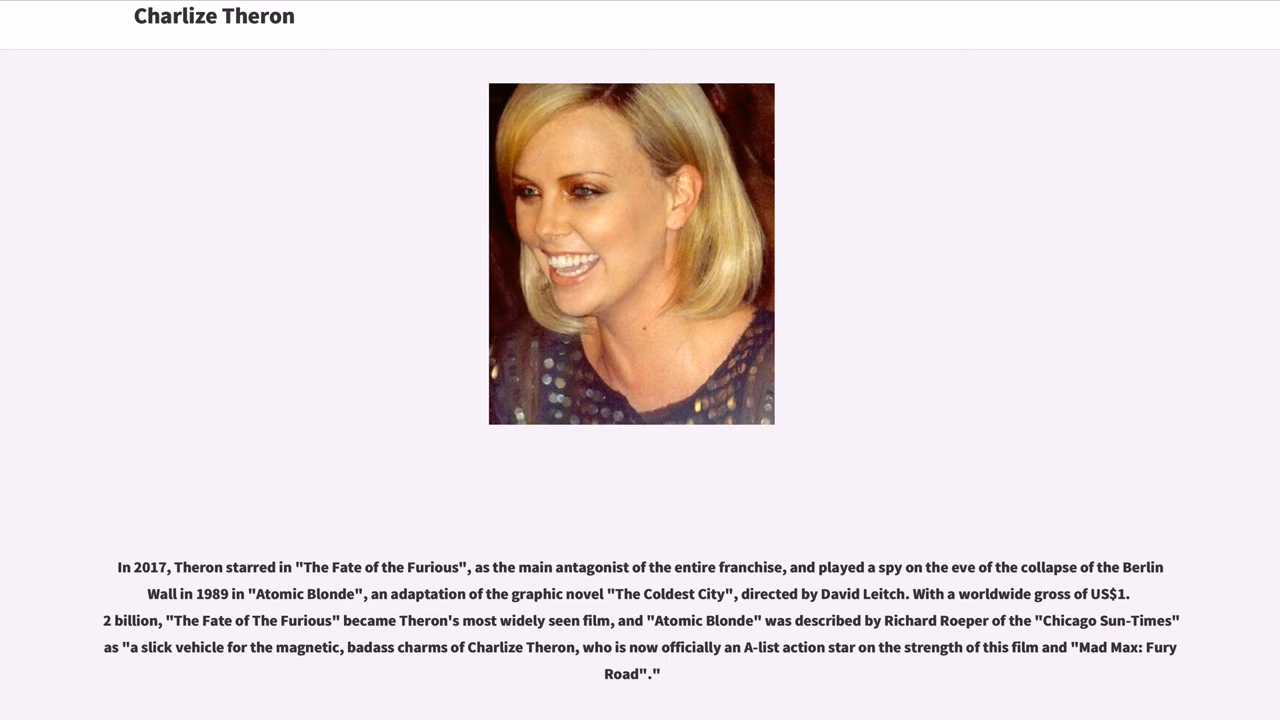 Charlize Theron
In 2017, Theron starred in "The Fate of the Furious", as the main antagonist of the entire franchise, and played a spy on the eve of the collapse of the Berlin
Wall in 1989 in "Atomic Blonde", an adaptation of the graphic novel "The Coldest City", directed by David Leitch. With a worldwide gross of US$1.
2 billion, "The Fate of The Furious" became Theron's most widely seen film, and "Atomic Blonde" was described by Richard Roeper of the "Chicago Sun-Times"
as "a slick vehicle for the magnetic, badass charms of Charlize Theron, who is now officially an A-list action star on the strength of this film and "Mad Max: Fury
Road"."